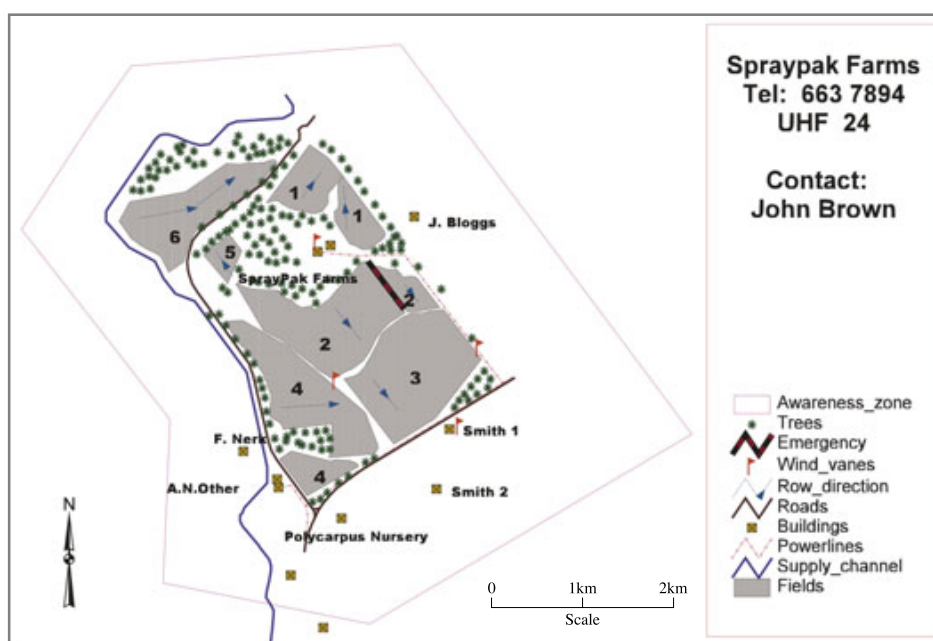 Spraypak Farms
Tel: 663 7894
UHF 24
Contact:
John Brown
1
1
J. Bloggs
6
5
SprayPak Farms
2
2
3
4
F. Nerk
Smith 1
4
A.N.Other
Smith 2
Polycarpus Nursery
N
0 1km 2km
Scale
Awareness_zone
Trees
Emergency
Wind_vanes
Row_direction
Roads
Buildings
Powerlines
Supply_channel
Fields